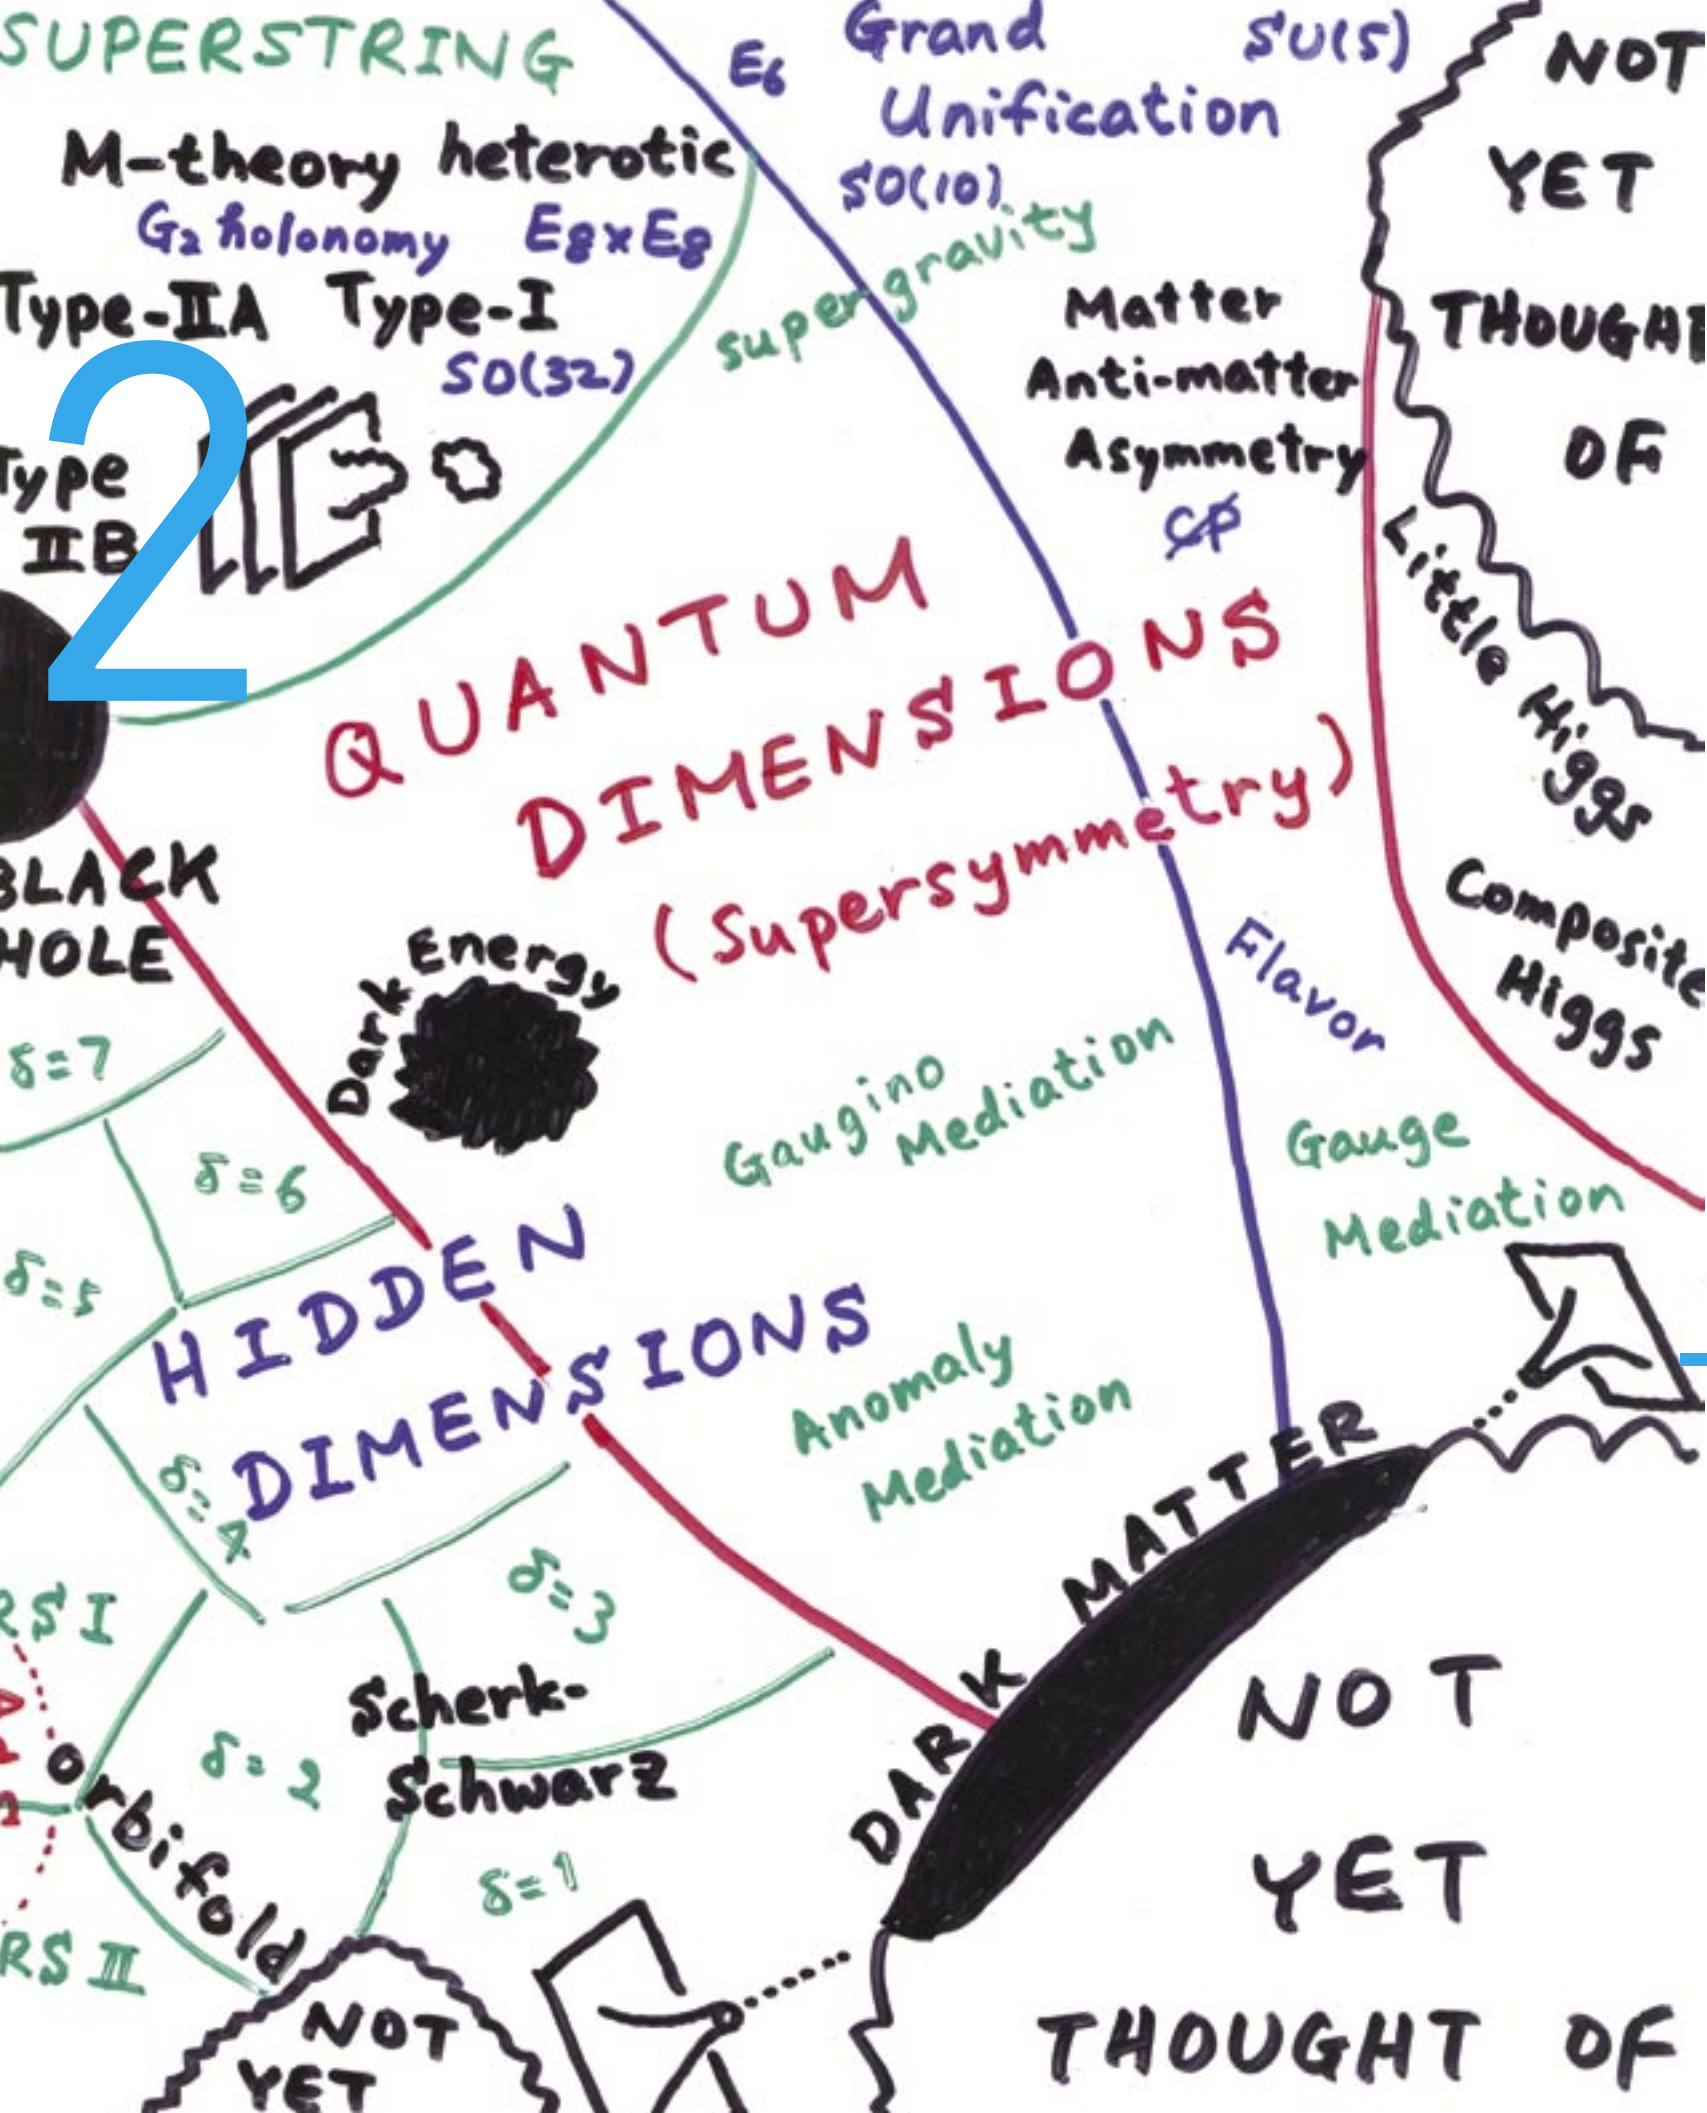 SUPERSTRING
E6
Grand
Unification
SU(5)
SO(10)
M-theory heterotic
G2 holonomy E8xE8
Type-IIA Type-I
SO(32)
Type
IIB
2
supergravity
Matter
Anti-matter
Asymmetry
CP
NOT
YET
THOUGH
OF
Little Higgs
Composite
Higgs
QUANTUM
DIMENSIONS
(Supersymmetry)
BLACK
HOLE
Dark Energy
Flavor
Gaugino
Mediation
Gauge
Mediation
δ=7
δ=6
δ=5
HIDDEN
DIMENSIONS
Anomaly
Mediation
δ=4
δ=3
DARK MATTER
RS I
Scherk-
Schwarz
δ=2
Orbifold
δ=1
RS II
NOT
YET
NOT
YET
THOUGHT OF